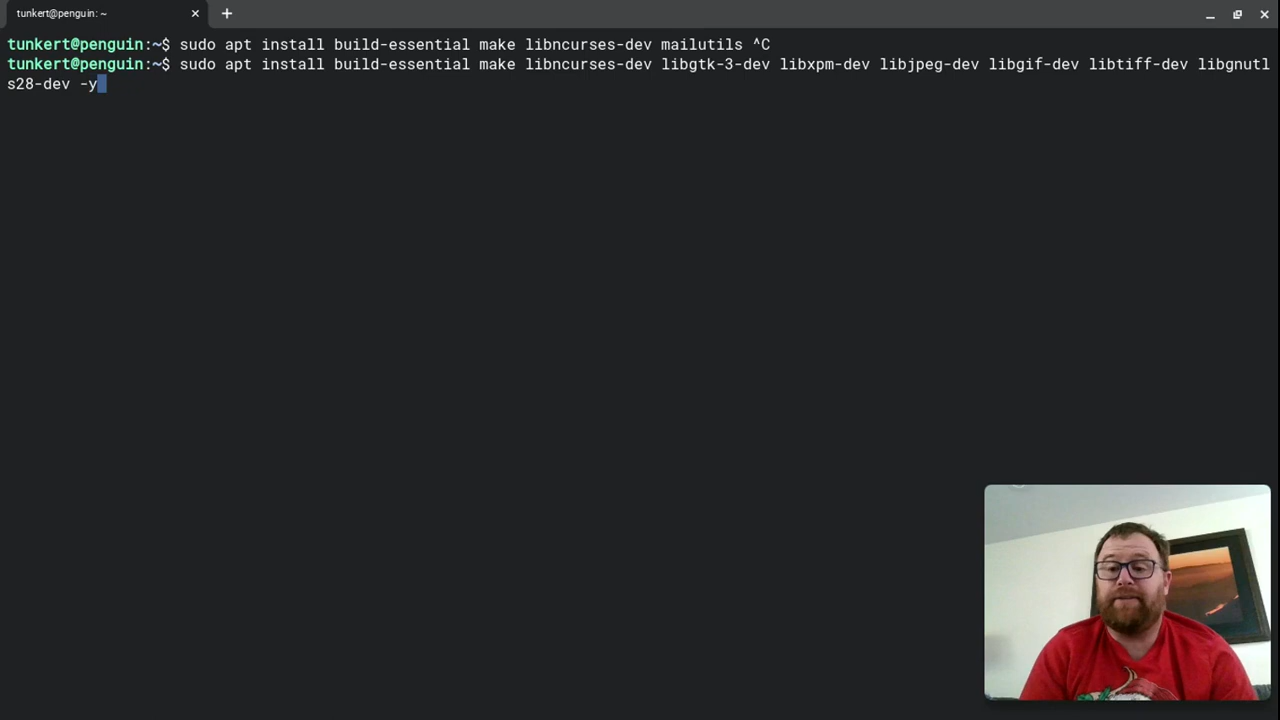 tunkert@penguin: ~
tunkert@penguin:~$ sudo apt install build-essential make libncurses-dev mailutils ^C
tunkert@penguin:~$ sudo apt install build-essential make libncurses-dev libgtk-3-dev libxpm-dev libjpeg-dev libgif-dev libtiff-dev libgnutl
s28-dev -y